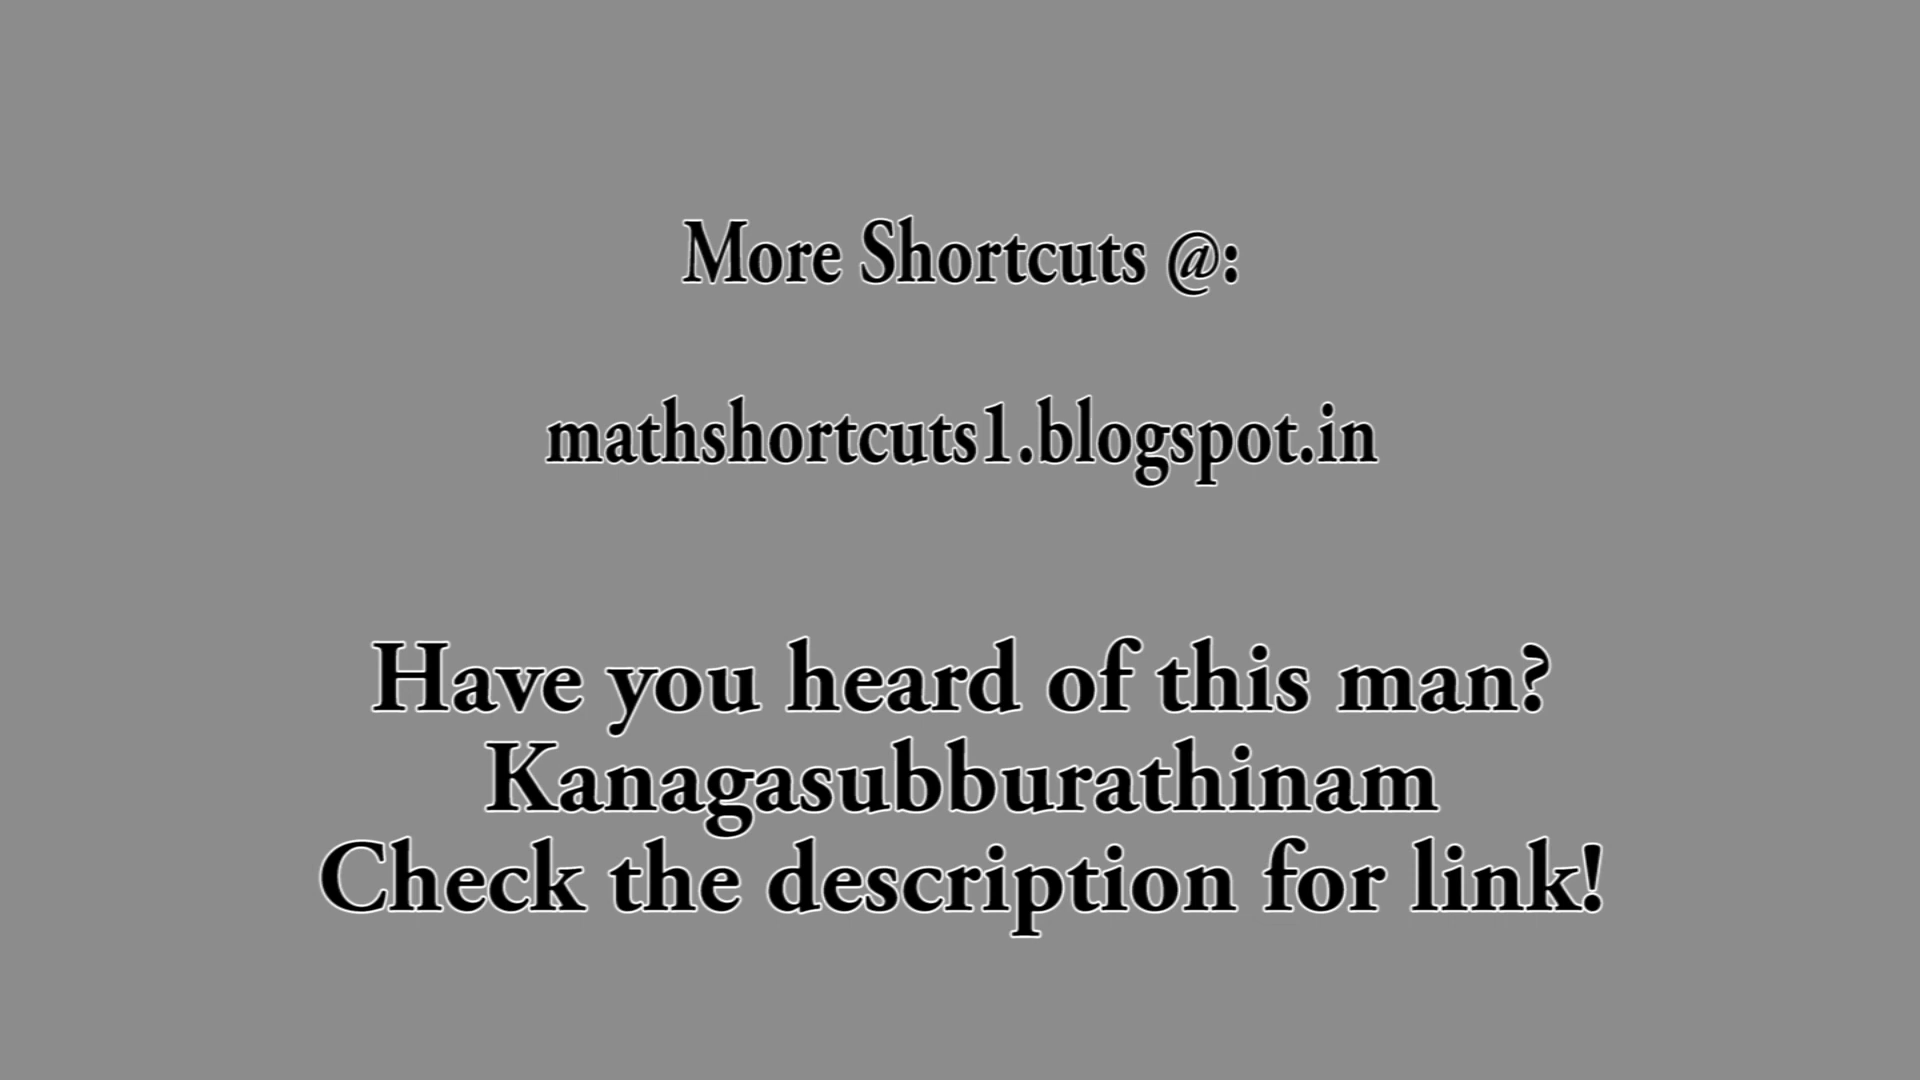 More Shortcuts @:
mathshortcuts1.blogspot.in
Have you heard of this man?
Kanagasubburathinam
Check the description for link!